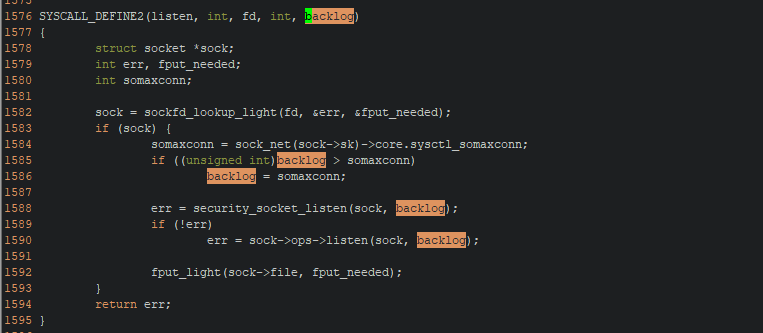 1576 SYSCALL_DEFINE2(listen, int, fd, int, backlog)
1577 {
1578         struct socket *sock;
1579         int err, fput_needed;
1580         int somaxconn;
1581
1582         sock = sockfd_lookup_light(fd, &err, &fput_needed);
1583         if (sock) {
1584                 somaxconn = sock_net(sock->sk)->core.sysctl_somaxconn;
1585                 if ((unsigned int)backlog > somaxconn)
1586                         backlog = somaxconn;
1587
1588                 err = security_socket_listen(sock, backlog);
1589                 if (!err)
1590                         err = sock->ops->listen(sock, backlog);
1591
1592                 fput_light(sock->file, fput_needed);
1593         }
1594         return err;
1595 }